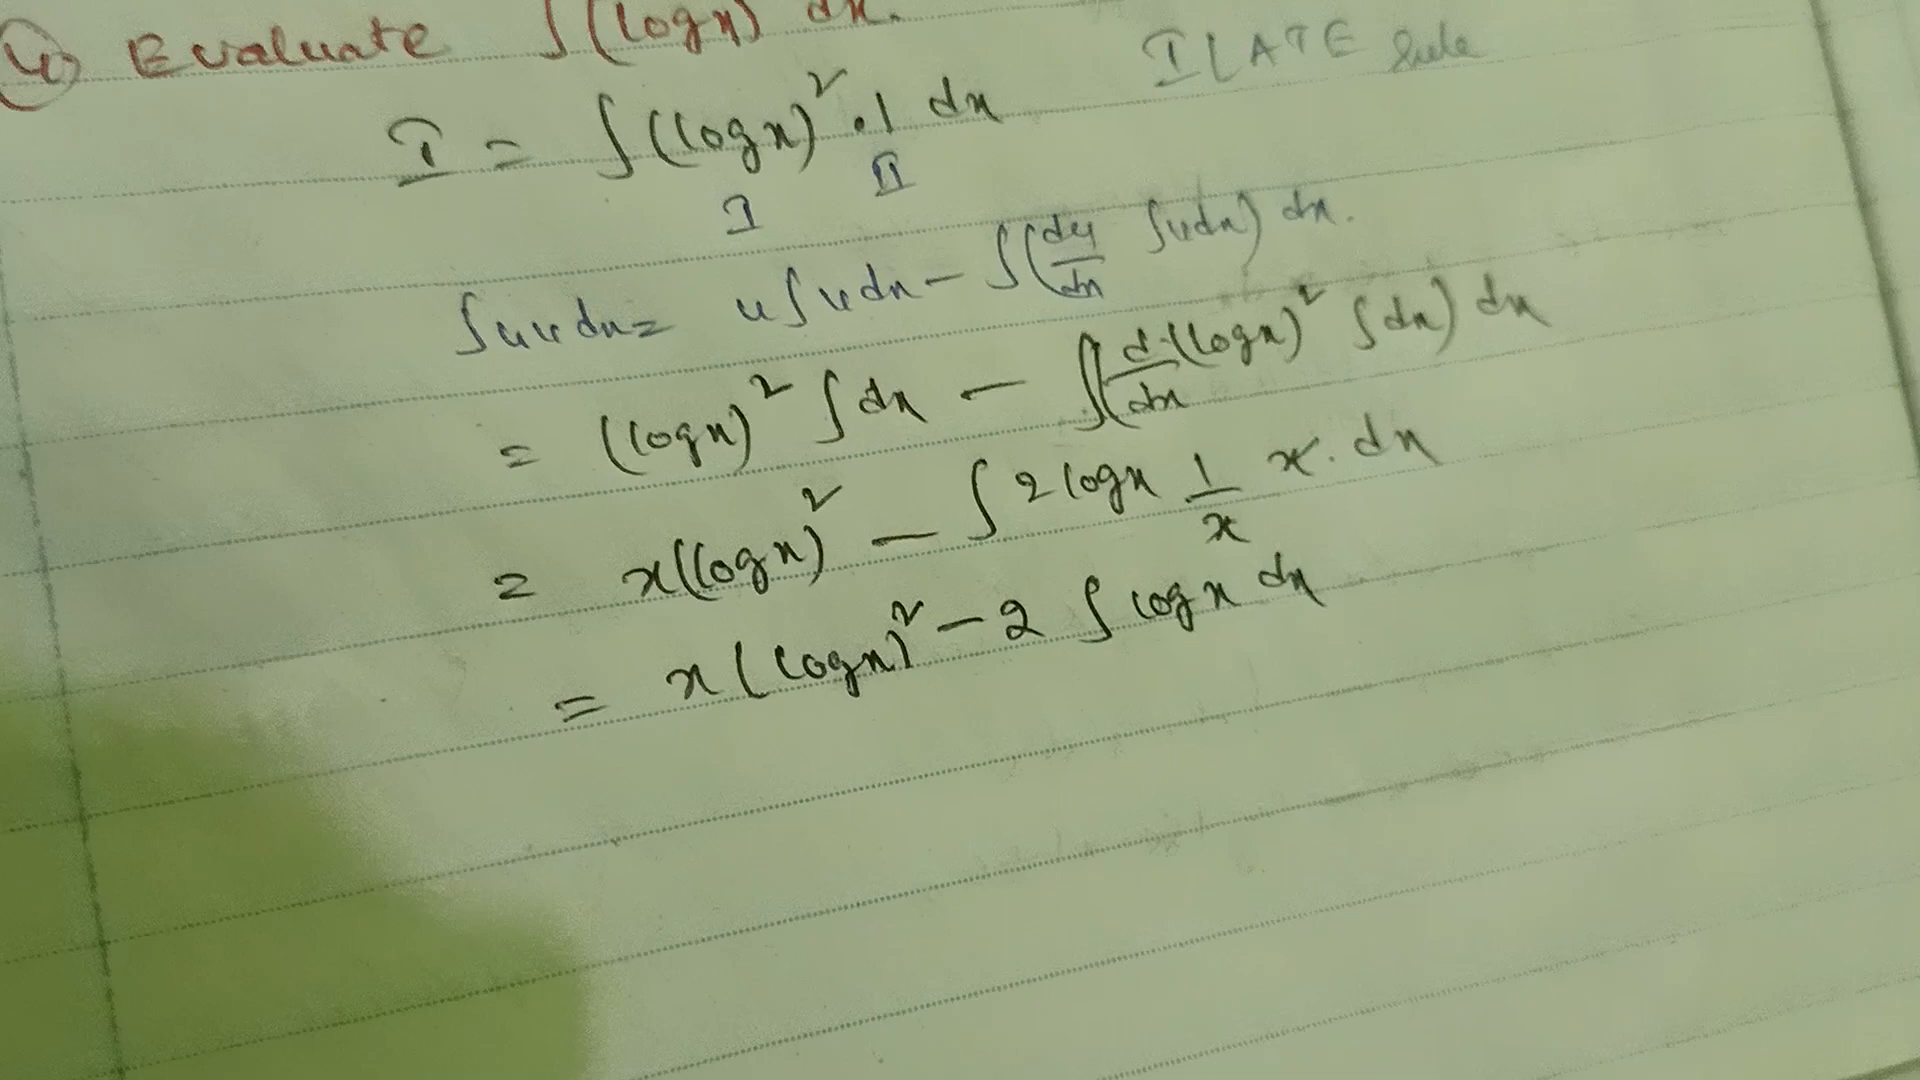 4) Evaluate ∫(logx) dx.
ILATE Rule
I = ∫(logx)² . 1 dx
I II
∫uv dx = u∫v dx - ∫(du/dx ∫v dx) dx.
= (logx)² ∫dx - ∫(d/dx (logx)² ∫dx) dx
= x(logx)² - ∫2 logx 1/x x. dx
= x(logx)² - 2 ∫logx dx